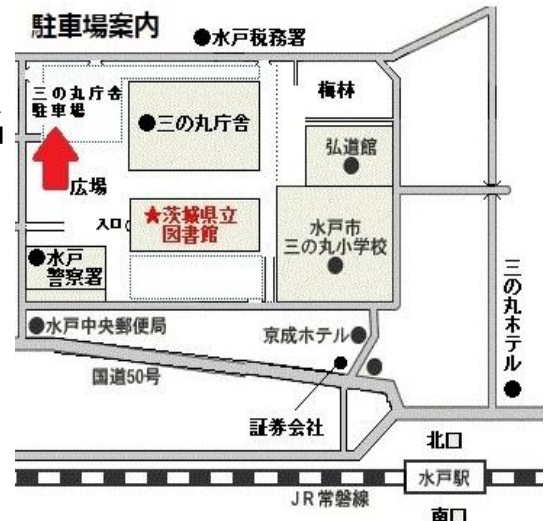 駐車場案内
●水戸税務署
三の丸庁舎
駐車場
●三の丸庁舎
梅林
弘道館
広場
入口
★茨城県立
図書館
水戸市
三の丸小学校
●水戸
警察署
三の丸ホテル
水戸中央郵便局
京成ホテル
国道50号
証券会社
北口
水戸駅
JR常磐線
南口